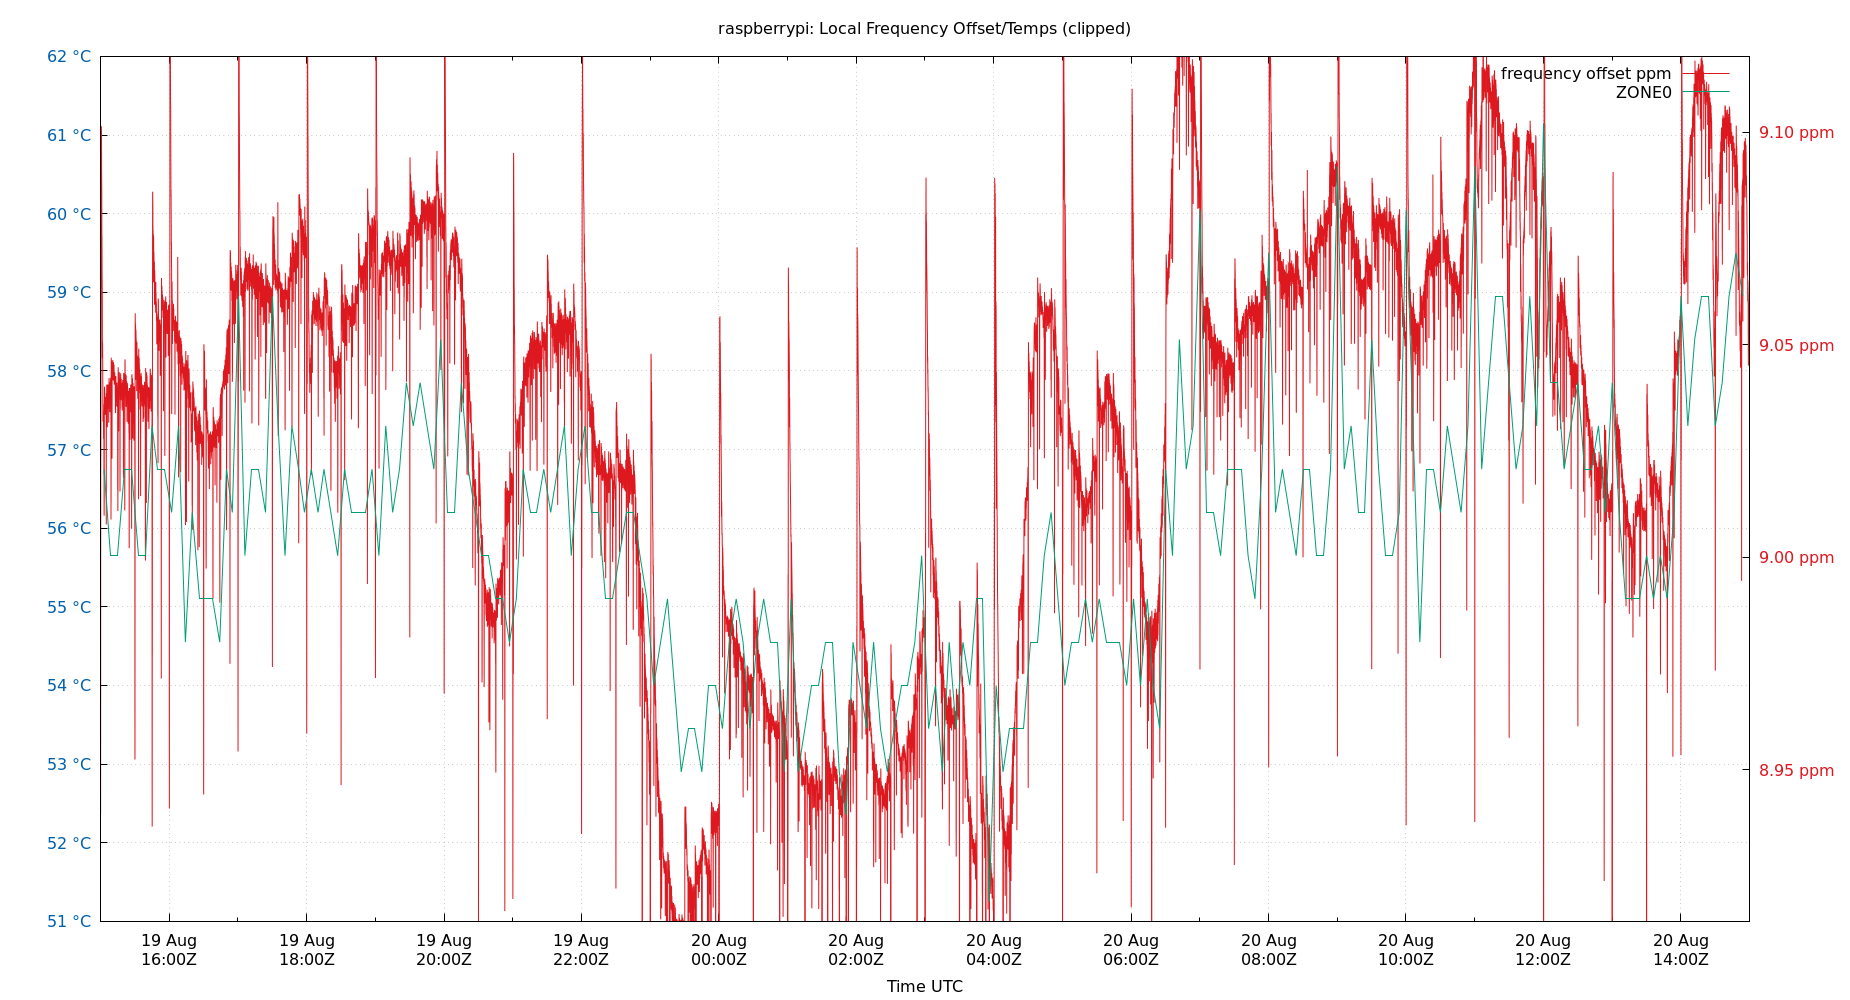 raspberrypi: Local Frequency Offset/Temps (clipped)
62 °C
61 °C
60 °C
59 °C
58 °C
57 °C
56 °C
55 °C
54 °C
53 °C
52 °C
51 °C
frequency offset ppm
ZONE0
9.10 ppm
9.05 ppm
9.00 ppm
8.95 ppm
19 Aug 19 Aug 19 Aug 19 Aug 20 Aug 20 Aug 20 Aug 20 Aug 20 Aug 20 Aug 20 Aug 20 Aug
16:00Z 18:00Z 20:00Z 22:00Z 00:00Z 02:00Z 04:00Z 06:00Z 08:00Z 10:00Z 12:00Z 14:00Z
Time UTC